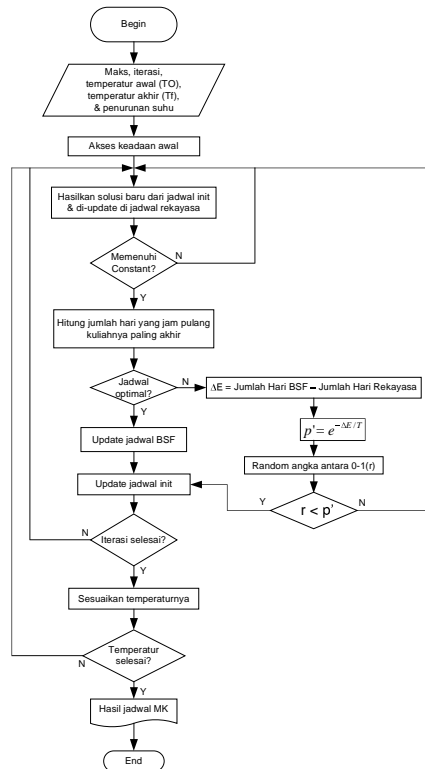 Begin
Maks, iterasi,
temperatur awal (TO),
temperatur akhir (Tf),
& penurunan suhu
Akses keadaan awal
Hasilkan solusi baru dari jadwal init
& di-update di jadwal rekayasa
Memenuhi
Constant?
N
Y
Hitung jumlah hari yang jam pulang
kuliahnya paling akhir
Jadwal
optimal?
N
ΔE = Jumlah Hari BSF – Jumlah Hari Rekayasa
Y
p' = e^{-ΔE/T}
Update jadwal BSF
Random angka antara 0-1(r)
Update jadwal init
Y
r < p'
N
N
Iterasi selesai?
Y
Sesuaikan temperaturnya
Temperatur
selesai?
N
Y
Hasil jadwal MK
End